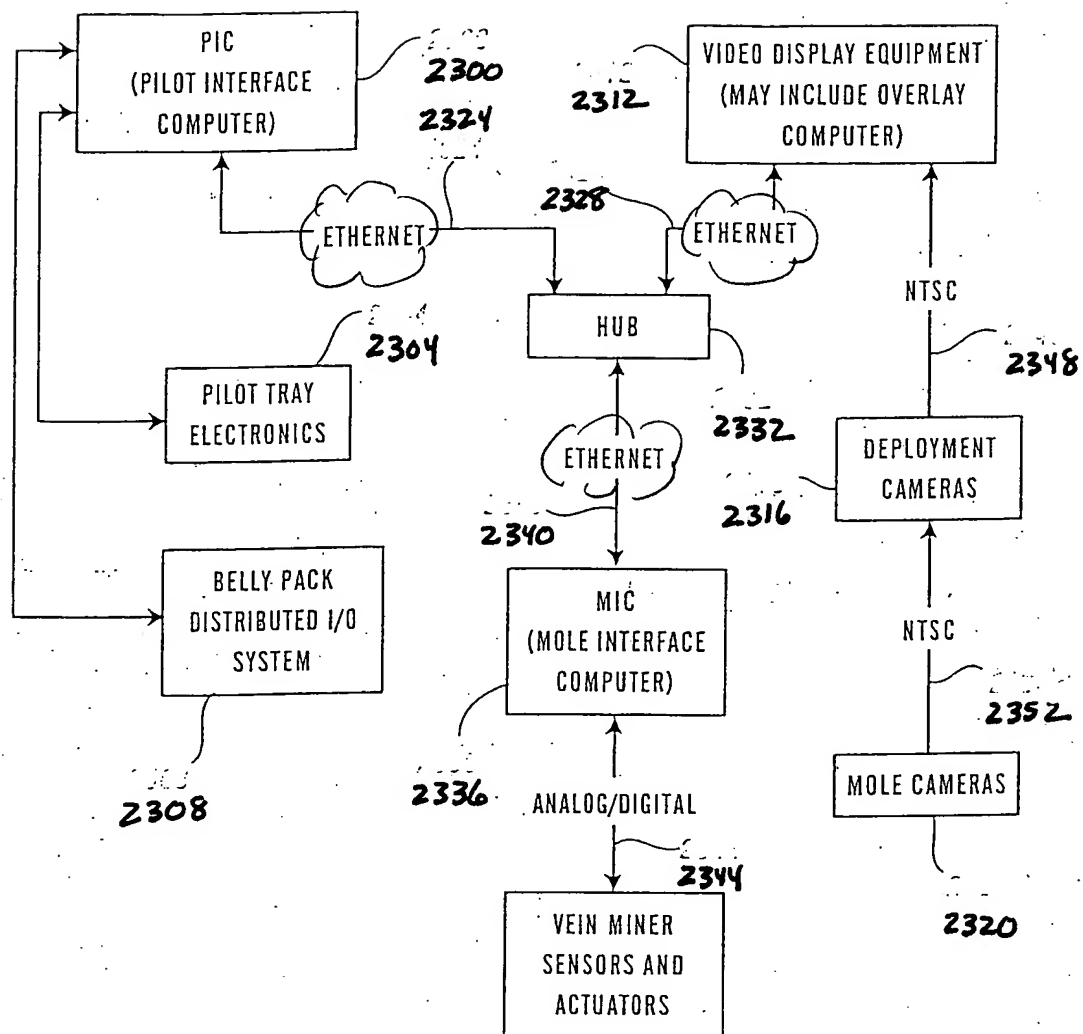 PIC
(PILOT INTERFACE
COMPUTER)
2300
2324
2312
VIDEO DISPLAY EQUIPMENT
(MAY INCLUDE OVERLAY
COMPUTER)
2328
ETHERNET
ETHERNET
NTSC
HUB
2304
2348
PILOT TRAY
ELECTRONICS
2332
ETHERNET
DEPLOYMENT
CAMERAS
2316
2340
BELLY PACK
DISTRIBUTED I/O
SYSTEM
MIC
(MOLE INTERFACE
COMPUTER)
NTSC
2352
2308
2336
ANALOG/DIGITAL
MOLE CAMERAS
2344
2320
VEIN MINER
SENSORS AND
ACTUATORS